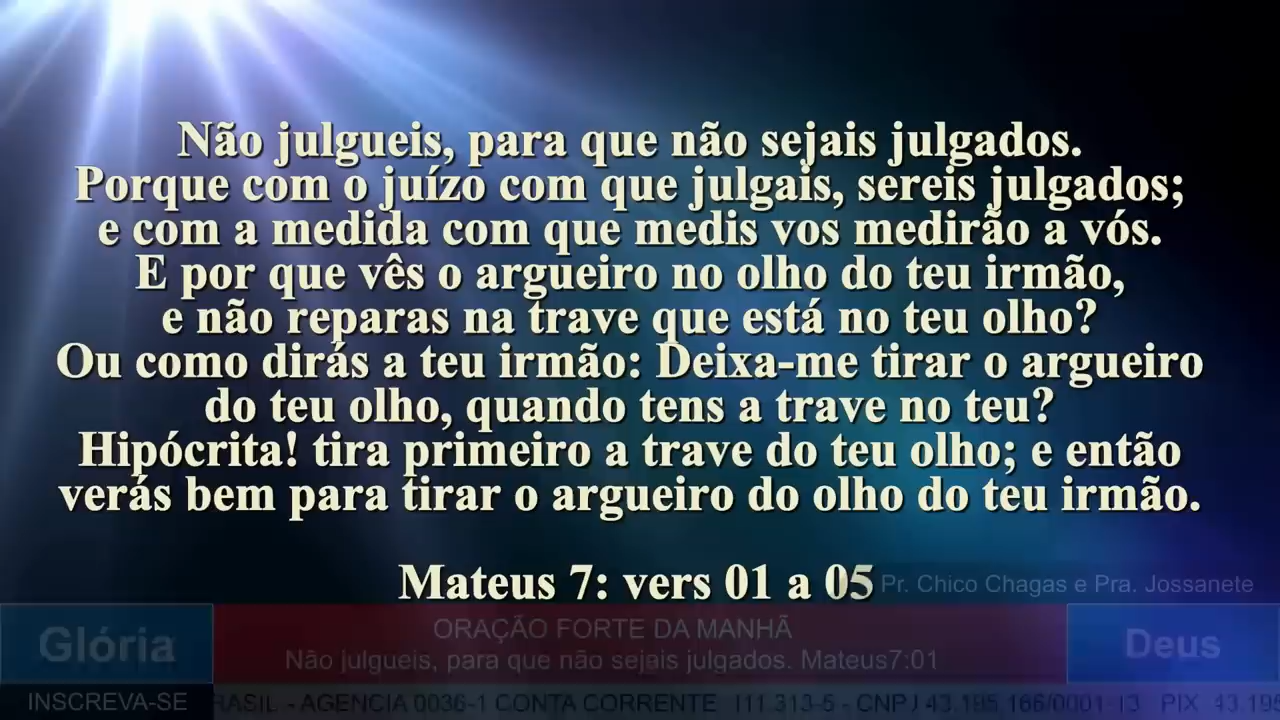 Não julgueis, para que não sejais julgados.
Porque com o juízo com que julgais, sereis julgados;
e com a medida com que medis vos medirão a vós.
E por que vês o argueiro no olho do teu irmão,
e não reparas na trave que está no teu olho?
Ou como dirás a teu irmão: Deixa-me tirar o argueiro
do teu olho, quando tens a trave no teu?
Hipócrita! tira primeiro a trave do teu olho; e então
verás bem para tirar o argueiro do olho do teu irmão.
Mateus 7: vers 01 a 05
Pr. Chico Chagas e Pra. Jossanete
Glória
ORAÇÃO FORTE DA MANHÃ
Deus
Não julgueis, para que não sejais julgados. Mateus7:01
INSCREVA-SE
RASIL - AGENCIA 0036-1 CONTA CORRENTE 111.313-5 - CNPJ 43.195.166/0001-13 PIX 43.195